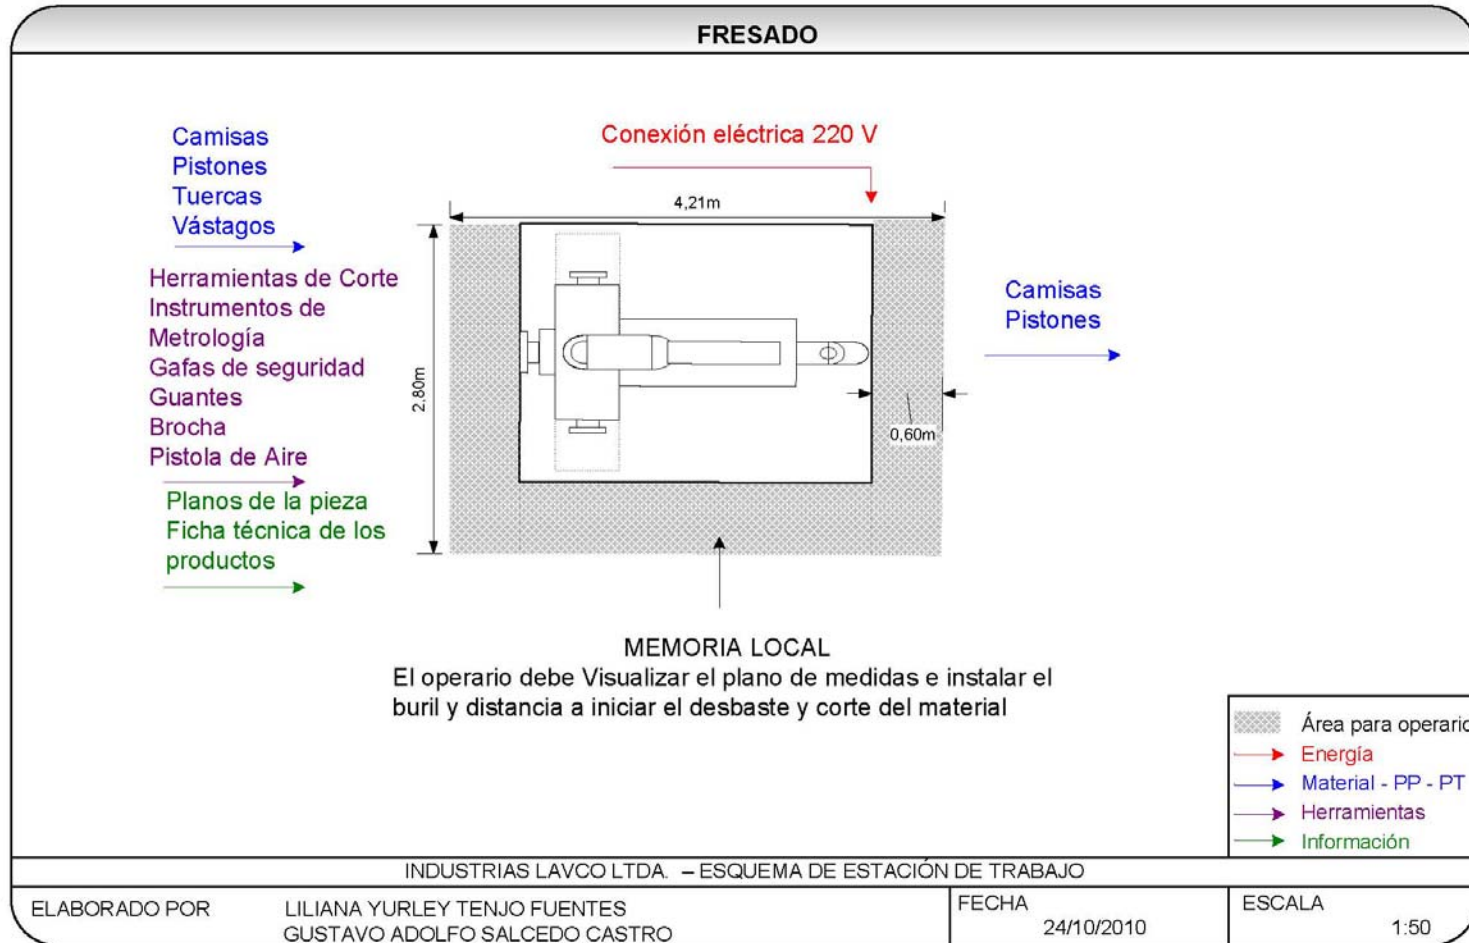 FRESADO
Camisas
Pistones
Tuercas
Vástagos
Herramientas de Corte
Instrumentos de
Metrología
Gafas de seguridad
Guantes
Brocha
Pistola de Aire
Planos de la pieza
Ficha técnica de los
productos
Conexión eléctrica 220 V
4,21m
2,80m
0,60m
Camisas
Pistones
MEMORIA LOCAL
El operario debe Visualizar el plano de medidas e instalar el
buril y distancia a iniciar el desbaste y corte del material
Área para operario
Energía
Material - PP - PT
Herramientas
Información
INDUSTRIAS LAVCO LTDA. – ESQUEMA DE ESTACIÓN DE TRABAJO
ELABORADO POR
LILIANA YURLEY TENJO FUENTES
GUSTAVO ADOLFO SALCEDO CASTRO
FECHA
24/10/2010
ESCALA
1:50